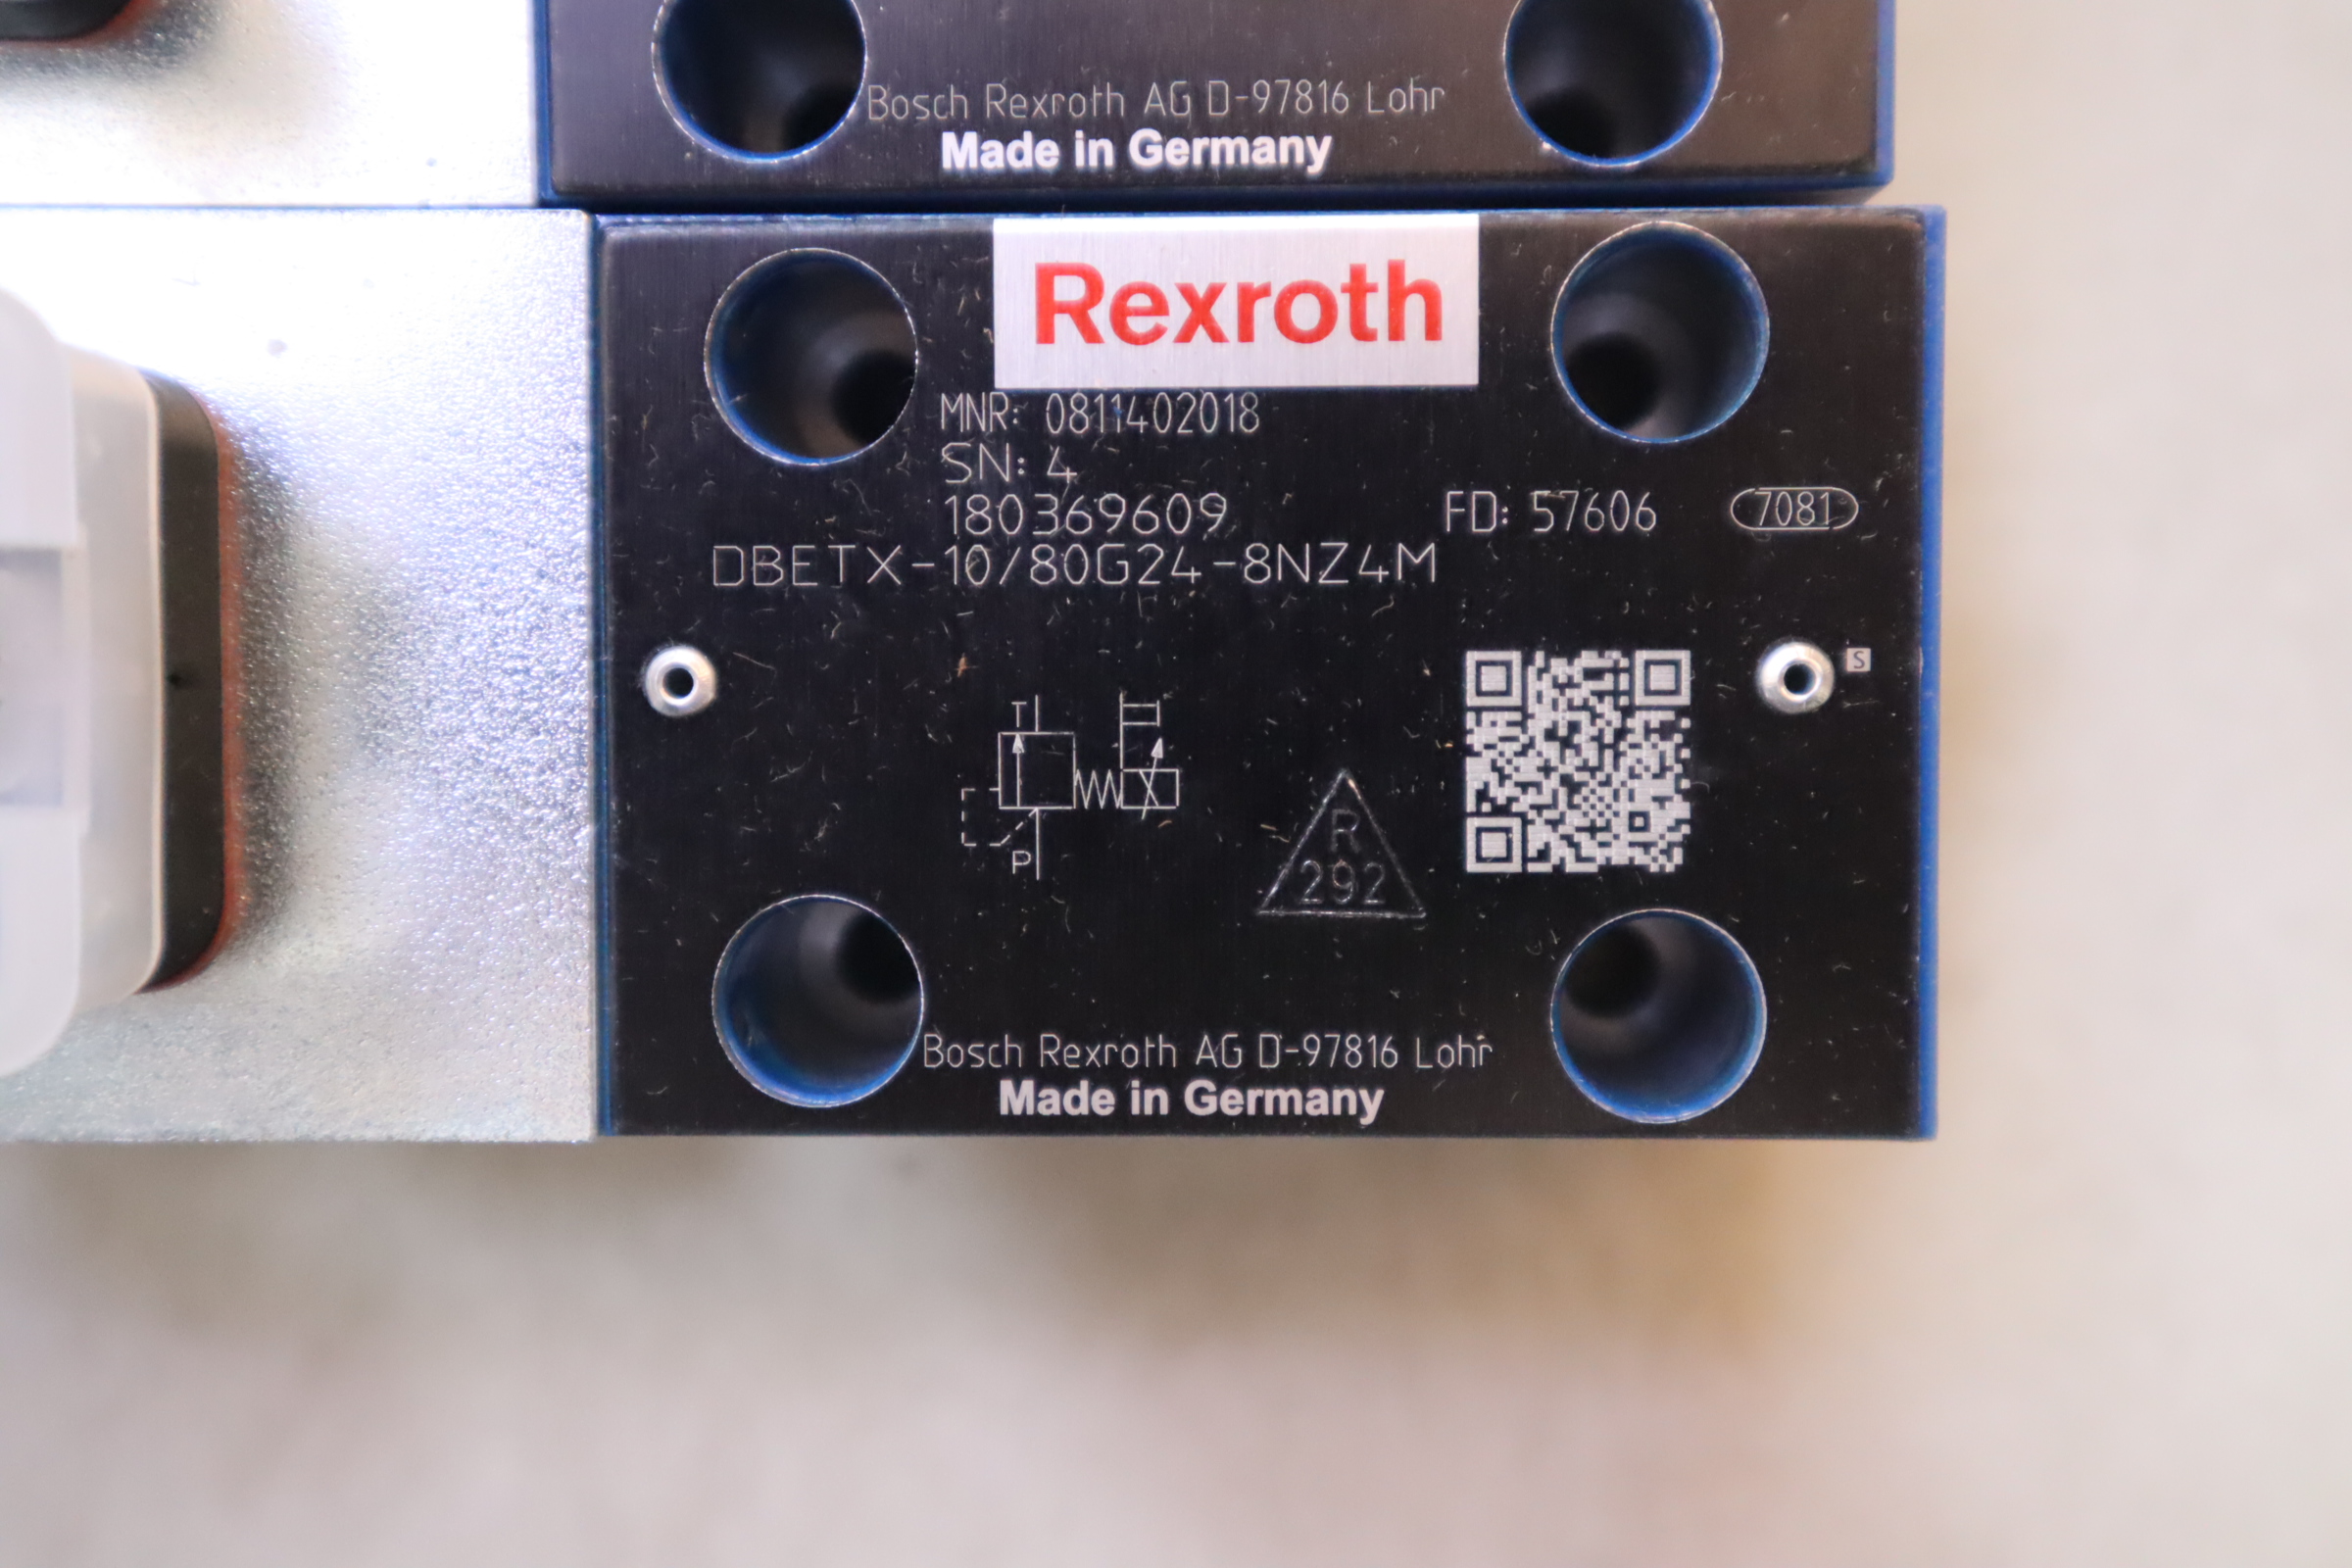 Bosch Rexroth AG D-97816 Lohr
Made in Germany
Rexroth
MNR: 0811402018
SN: 4
180369609 FD: 57606 7081
DBETX-10/80G24-8NZ4M
S
T
P
R
292
Bosch Rexroth AG D-97816 Lohr
Made in Germany